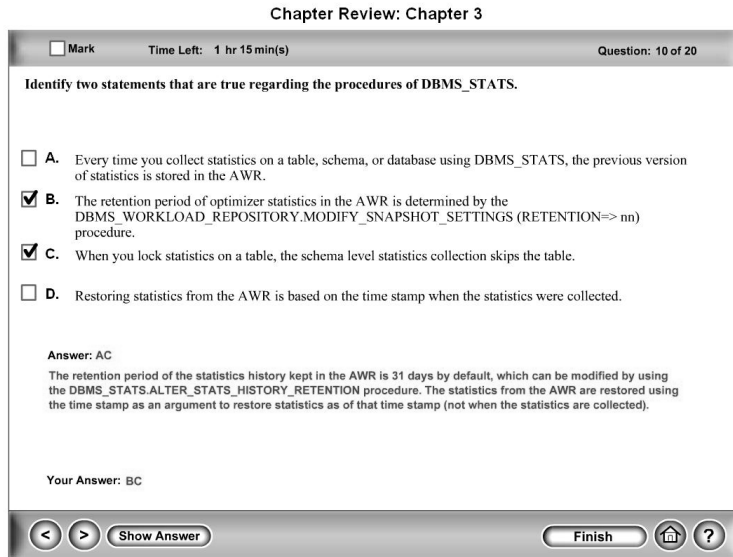 Chapter Review: Chapter 3
Mark Time Left: 1 hr 15 min(s) Question: 10 of 20
Identify two statements that are true regarding the procedures of DBMS_STATS.
A. Every time you collect statistics on a table, schema, or database using DBMS_STATS, the previous version
of statistics is stored in the AWR.
B. The retention period of optimizer statistics in the AWR is determined by the
DBMS_WORKLOAD_REPOSITORY.MODIFY_SNAPSHOT_SETTINGS (RETENTION=> nn)
procedure.
C. When you lock statistics on a table, the schema level statistics collection skips the table.
D. Restoring statistics from the AWR is based on the time stamp when the statistics were collected.
Answer: AC
The retention period of the statistics history kept in the AWR is 31 days by default, which can be modified by using
the DBMS_STATS.ALTER_STATS_HISTORY_RETENTION procedure. The statistics from the AWR are restored using
the time stamp as an argument to restore statistics as of that time stamp (not when the statistics are collected).
Your Answer: BC
< > Show Answer Finish ?